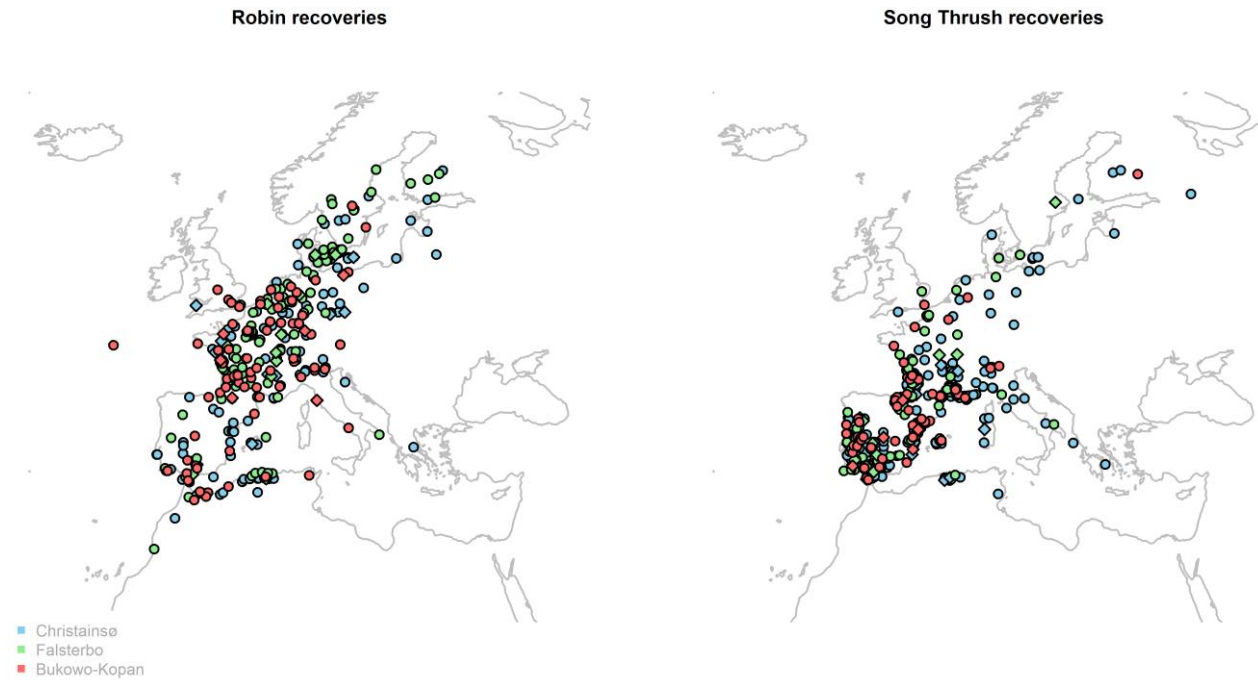 Robin recoveries
Song Thrush recoveries
Christainsø
Falsterbo
Bukowo-Kopan